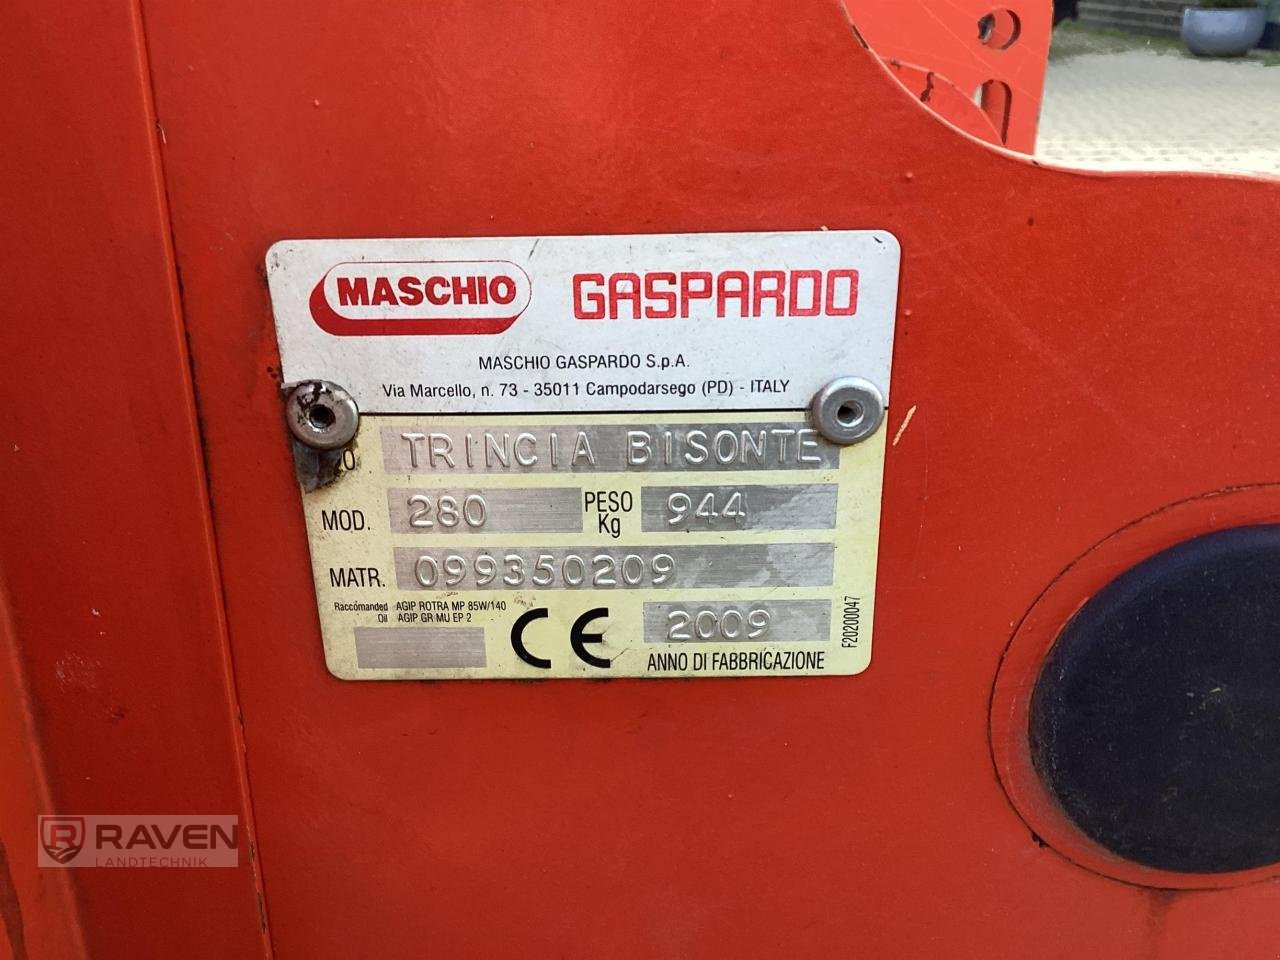 MASCHIO GASPARDO
MASCHIO GASPARDO S.p.A.
Via Marcello, n. 73 - 35011 Campodarsego (PD) - ITALY
TRINCIA BISONTE
MOD. 280 PESO Kg 944
MATR. 099350209
Raccomanded Oil AGIP ROTRA MP 85W/140
AGIP GR MU EP 2
CE 2009
ANNO DI FABBRICAZIONE
F20200047
R RAVEN
LANDTECHNIK